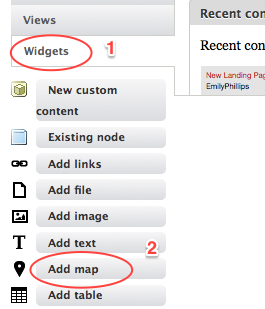 Views
Widgets
1
New custom
content
Existing node
Add links
Add file
Add image
Add text
2
Add map
Add table
Recent con
Recent con
New Landing Pag
EmilyPhillips